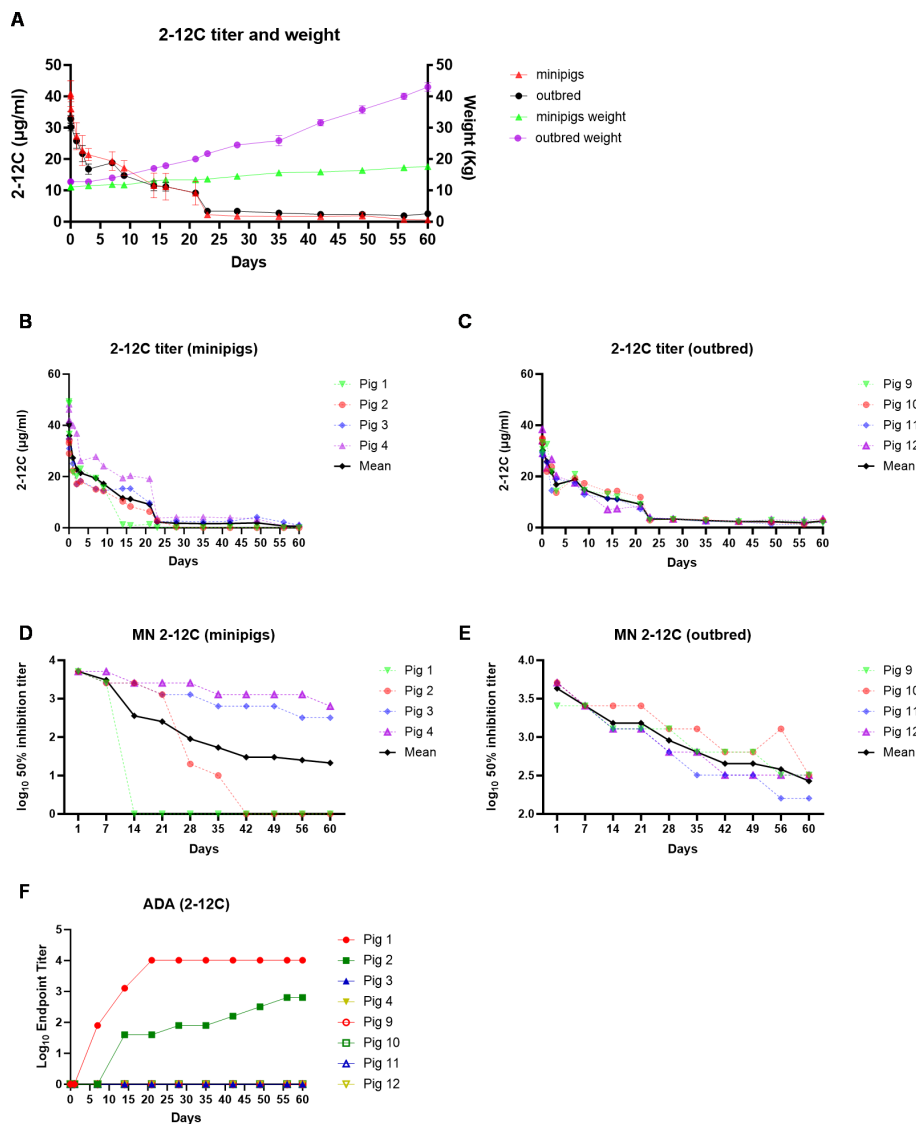 A
2-12C titer and weight
50
40
30
20
10
0
2-12C (μg/ml)
50
40
30
20
10
0
Weight (Kg)
0 5 10 15 20 25 30 35 40 45 50 55 60
Days
minipigs
outbred
minipigs weight
outbred weight
B
2-12C titer (minipigs)
60
40
20
0
2-12C (μg/ml)
0 5 10 15 20 25 30 35 40 45 50 55 60
Days
Pig 1
Pig 2
Pig 3
Pig 4
Mean
C
2-12C titer (outbred)
60
40
20
0
2-12C (μg/ml)
0 5 10 15 20 25 30 35 40 45 50 55 60
Days
Pig 9
Pig 10
Pig 11
Pig 12
Mean
D
MN 2-12C (minipigs)
4
3
2
1
0
log₁₀ 50% inhibition titer
1 7 14 21 28 35 42 49 56 60
Days
Pig 1
Pig 2
Pig 3
Pig 4
Mean
E
MN 2-12C (outbred)
4.0
3.5
3.0
2.5
2.0
log₁₀ 50% inhibition titer
1 7 14 21 28 35 42 49 56 60
Days
Pig 9
Pig 10
Pig 11
Pig 12
Mean
F
ADA (2-12C)
5
4
3
2
1
0
Log₁₀ Endpoint Titer
0 5 10 15 20 25 30 35 40 45 50 55 60
Days
Pig 1
Pig 2
Pig 3
Pig 4
Pig 9
Pig 10
Pig 11
Pig 12